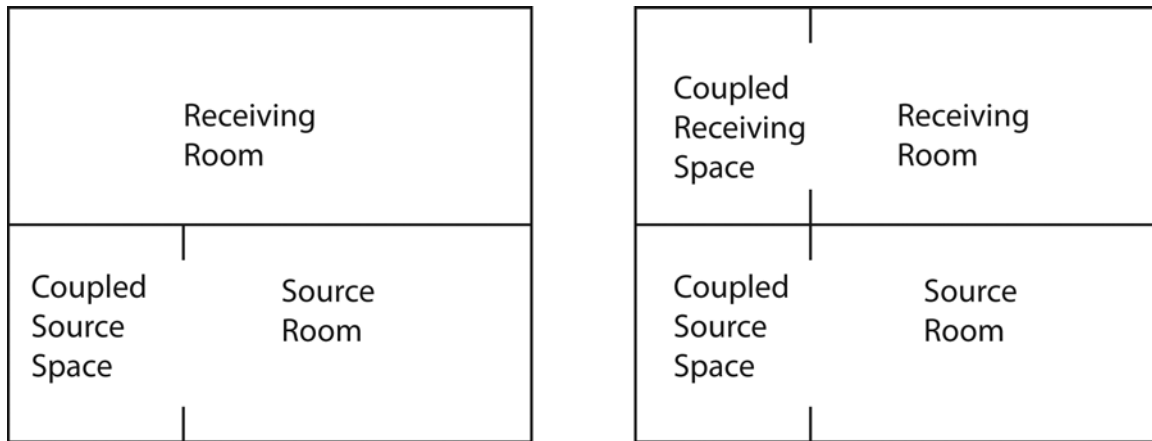 Receiving
Room
Coupled
Source
Space
Source
Room
Coupled
Receiving
Space
Receiving
Room
Coupled
Source
Space
Source
Room